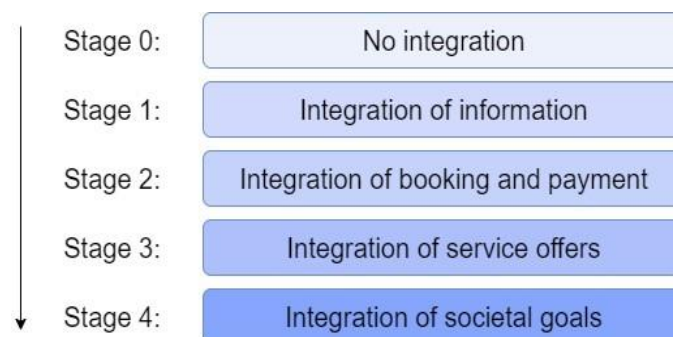 Stage 0: No integration
Stage 1: Integration of information
Stage 2: Integration of booking and payment
Stage 3: Integration of service offers
Stage 4: Integration of societal goals